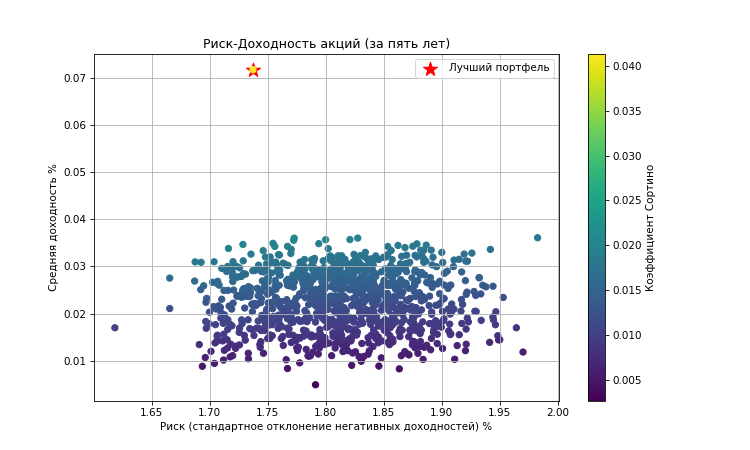 Риск-Доходность акций (за пять лет)
Лучший портфель
Средняя доходность %
0.07
0.06
0.05
0.04
0.03
0.02
0.01
1.65 1.70 1.75 1.80 1.85 1.90 1.95 2.00
Риск (стандартное отклонение негативных доходностей) %
0.040
0.035
0.030
0.025
0.020
0.015
0.010
0.005
Коэффициент Сортино